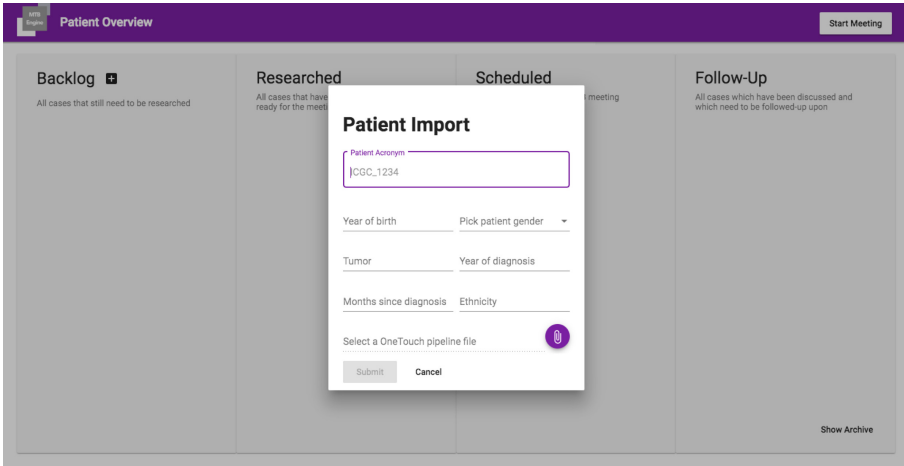 MTB
Engine
Patient Overview
Start Meeting
Backlog
All cases that still need to be researched
Researched
All cases that have
ready for the meeti
Scheduled
meeting
Follow-Up
All cases which have been discussed and
which need to be followed-up upon
Patient Import
Patient Acronym
CGC_1234
Year of birth
Pick patient gender
Tumor
Year of diagnosis
Months since diagnosis
Ethnicity
Select a OneTouch pipeline file
Submit
Cancel
Show Archive